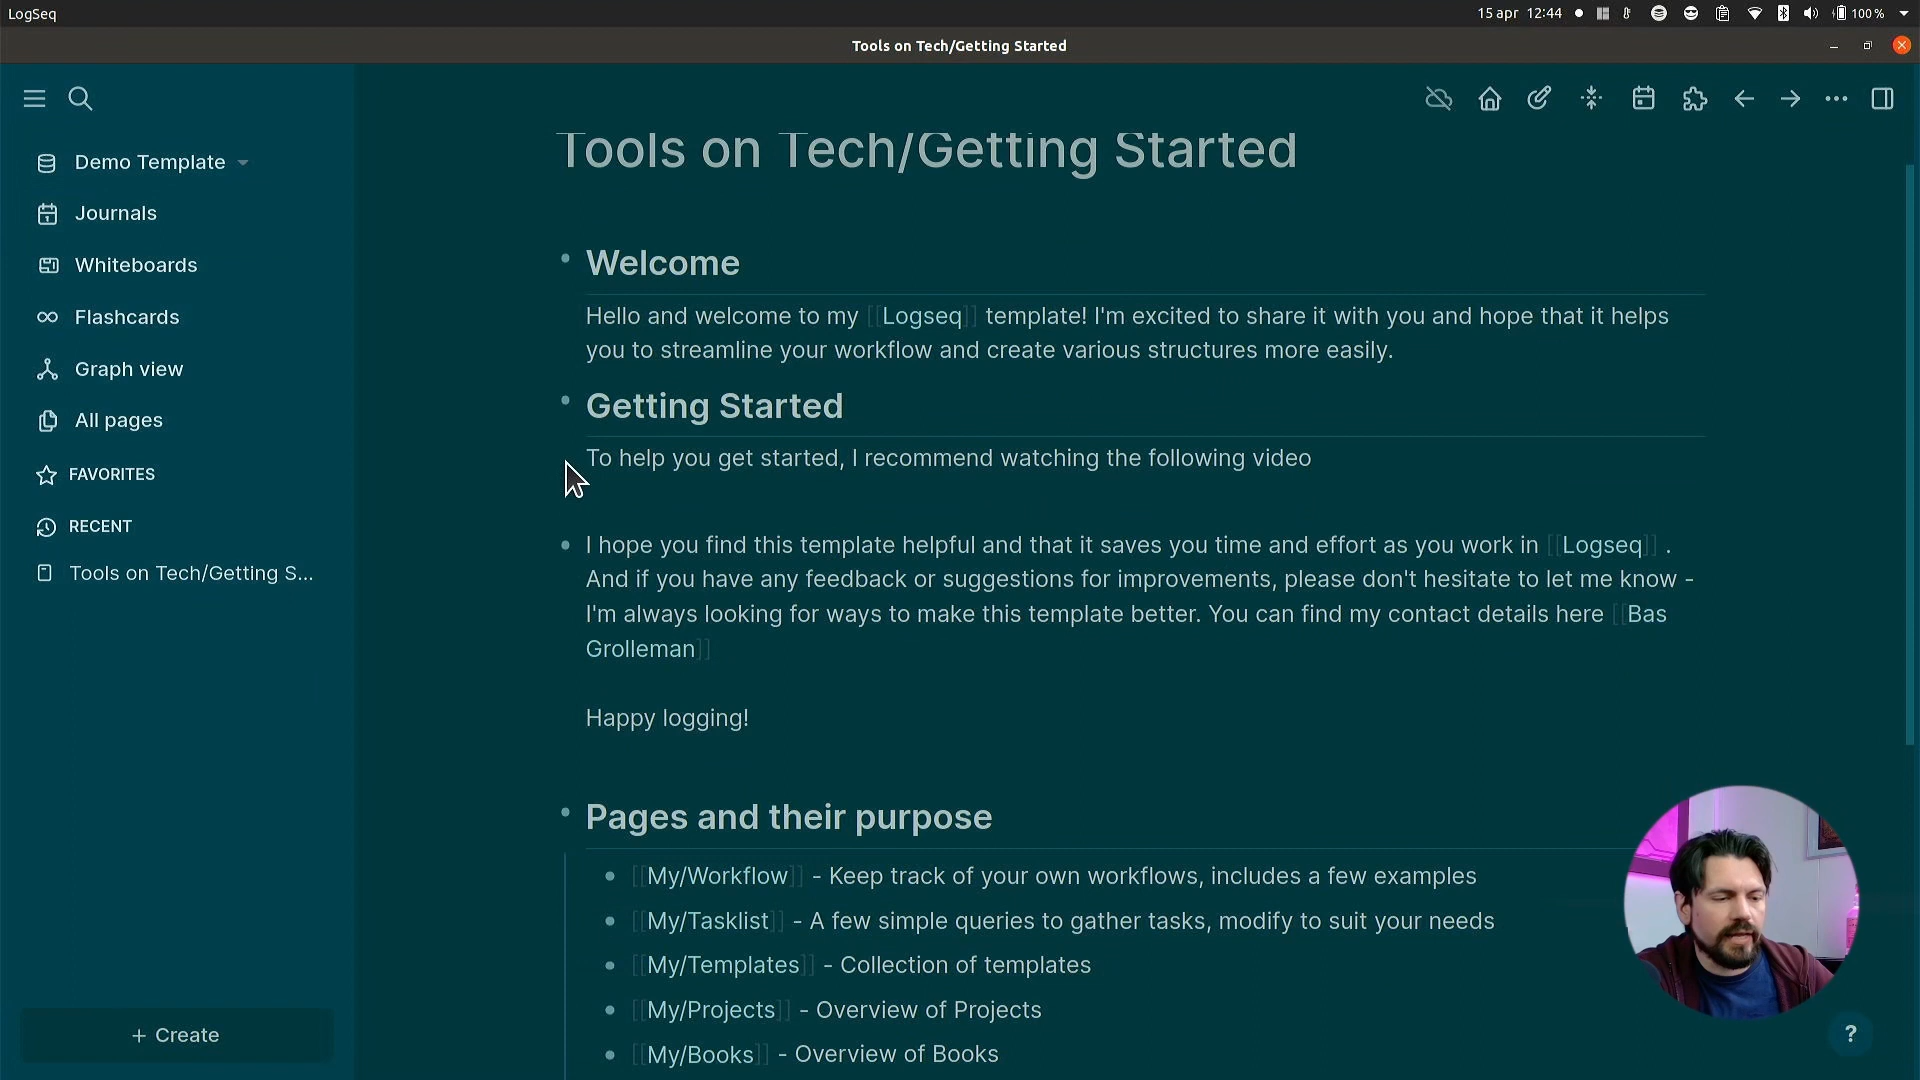 LogSeq
15 apr 12:44
100 %
Tools on Tech/Getting Started
Demo Template
Journals
Whiteboards
Flashcards
Graph view
All pages
FAVORITES
RECENT
Tools on Tech/Getting S...
+ Create
Tools on Tech/Getting Started
Welcome
Hello and welcome to my [[Logseq]] template! I'm excited to share it with you and hope that it helps
you to streamline your workflow and create various structures more easily.
Getting Started
To help you get started, I recommend watching the following video
I hope you find this template helpful and that it saves you time and effort as you work in [[Logseq]] .
And if you have any feedback or suggestions for improvements, please don't hesitate to let me know -
I'm always looking for ways to make this template better. You can find my contact details here [[Bas
Grolleman]]
Happy logging!
Pages and their purpose
[[My/Workflow]] - Keep track of your own workflows, includes a few examples
[[My/Tasklist]] - A few simple queries to gather tasks, modify to suit your needs
[[My/Templates]] - Collection of templates
[[My/Projects]] - Overview of Projects
[[My/Books]] - Overview of Books
?